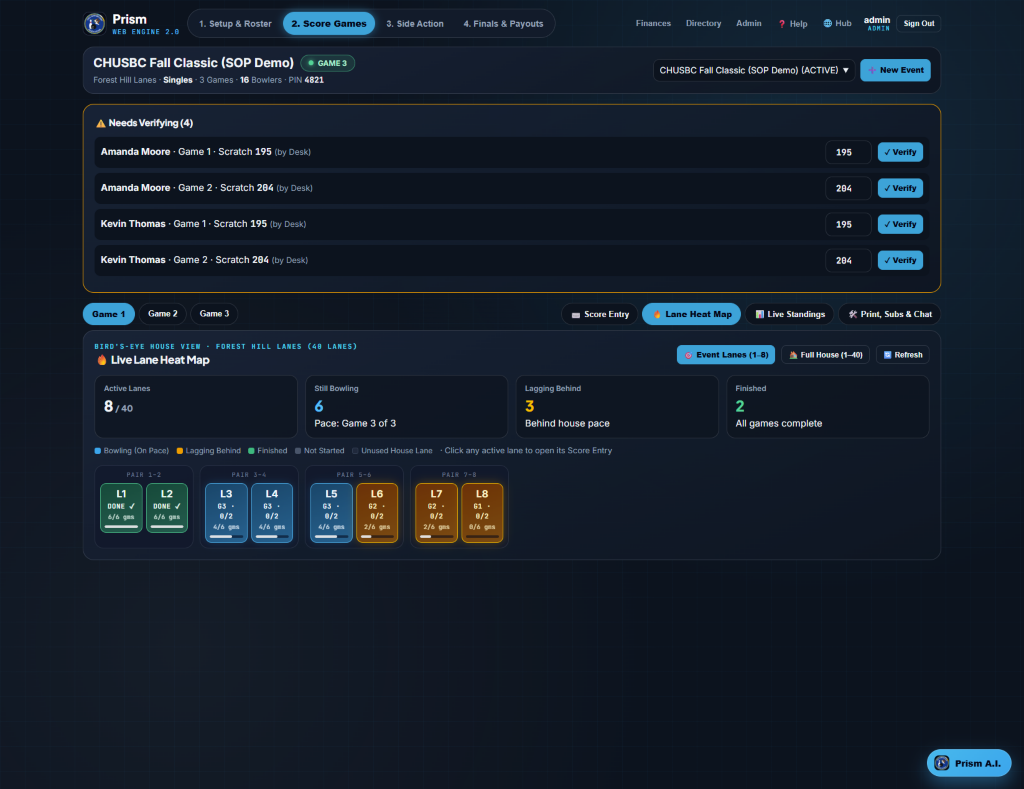 Prism
WEB ENGINE 2.0
1. Setup & Roster
2. Score Games
3. Side Action
4. Finals & Payouts
Finances
Directory
Admin
❓ Help
🌐 Hub
admin
ADMIN
Sign Out
CHUSBC Fall Classic (SOP Demo)
GAME 3
Forest Hill Lanes · Singles · 3 Games · 16 Bowlers · PIN 4821
CHUSBC Fall Classic (SOP Demo) (ACTIVE) ▼
➕ New Event
⚠️ Needs Verifying (4)
Amanda Moore · Game 1 · Scratch 195 (by Desk)
195
✓ Verify
Amanda Moore · Game 2 · Scratch 204 (by Desk)
204
✓ Verify
Kevin Thomas · Game 1 · Scratch 195 (by Desk)
195
✓ Verify
Kevin Thomas · Game 2 · Scratch 204 (by Desk)
204
✓ Verify
Game 1
Game 2
Game 3
Score Entry
🔥 Lane Heat Map
📊 Live Standings
🛠 Print, Subs & Chat
BIRD'S-EYE HOUSE VIEW · FOREST HILL LANES (40 LANES)
🔥 Live Lane Heat Map
Event Lanes (1–8)
Full House (1–40)
Refresh
Active Lanes
8 / 40
Still Bowling
6
Pace: Game 3 of 3
Lagging Behind
3
Behind house pace
Finished
2
All games complete
Bowling (On Pace)
Lagging Behind
Finished
Not Started
Unused House Lane
· Click any active lane to open its Score Entry
PAIR 1-2
L1
DONE ✓
6/6 gms
L2
DONE ✓
6/6 gms
PAIR 3-4
L3
G3 ·
0/2
4/6 gms
L4
G3 ·
0/2
4/6 gms
PAIR 5-6
L5
G3 ·
0/2
4/6 gms
L6
G2 ·
0/2
2/6 gms
PAIR 7-8
L7
G2 ·
0/2
2/6 gms
L8
G1 ·
0/2
0/6 gms
Prism A.I.